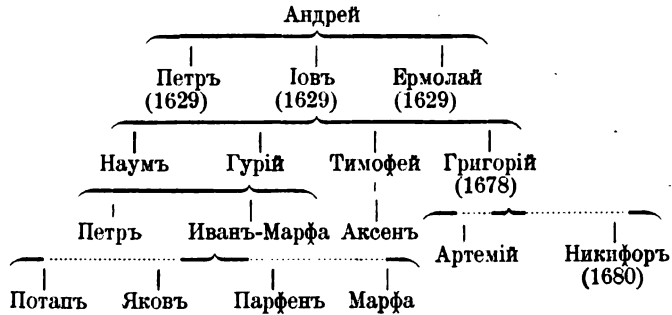 Андрей
Петръ Іовъ Ермолай
(1629) (1629) (1629)
Наумъ Гурій Тимофей Григорій
(1678)
Петръ Иванъ-Марфа Аксенъ
Артемій Никифоръ
(1680)
Потапъ Яковъ Парфенъ Марфа